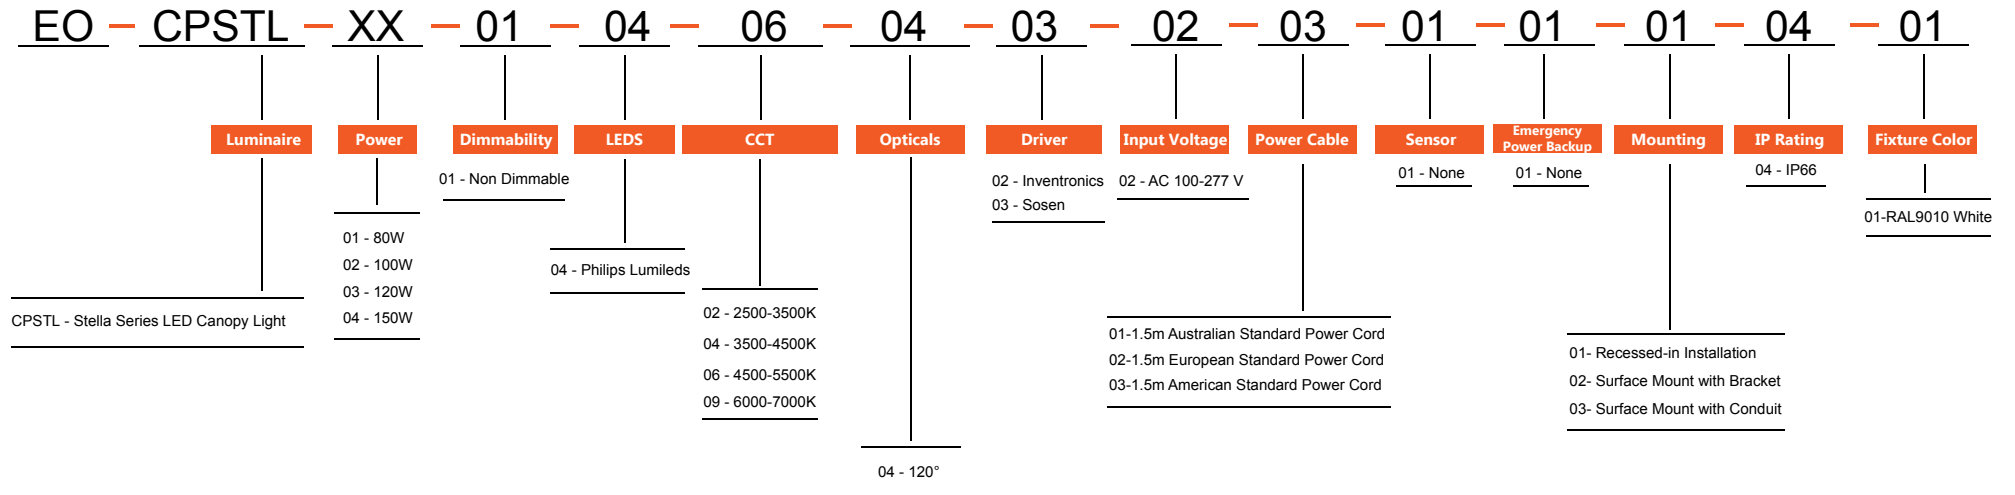 EO — CPSTL — XX — 01 — 04 — 06 — 04 — 03 — 02 — 03 — 01 — 01 — 01 — 04 — 01
Luminaire
Power
Dimmability
LEDS
CCT
Opticals
Driver
Input Voltage
Power Cable
Sensor
Emergency
Power Backup
Mounting
IP Rating
Fixture Color
CPSTL - Stella Series LED Canopy Light
01 - 80W
02 - 100W
03 - 120W
04 - 150W
01 - Non Dimmable
04 - Philips Lumileds
02 - 2500-3500K
04 - 3500-4500K
06 - 4500-5500K
09 - 6000-7000K
04 - 120°
02 - Inventronics
03 - Sosen
02 - AC 100-277 V
01-1.5m Australian Standard Power Cord
02-1.5m European Standard Power Cord
03-1.5m American Standard Power Cord
01 - None
01 - None
01- Recessed-in Installation
02- Surface Mount with Bracket
03- Surface Mount with Conduit
04 - IP66
01-RAL9010 White